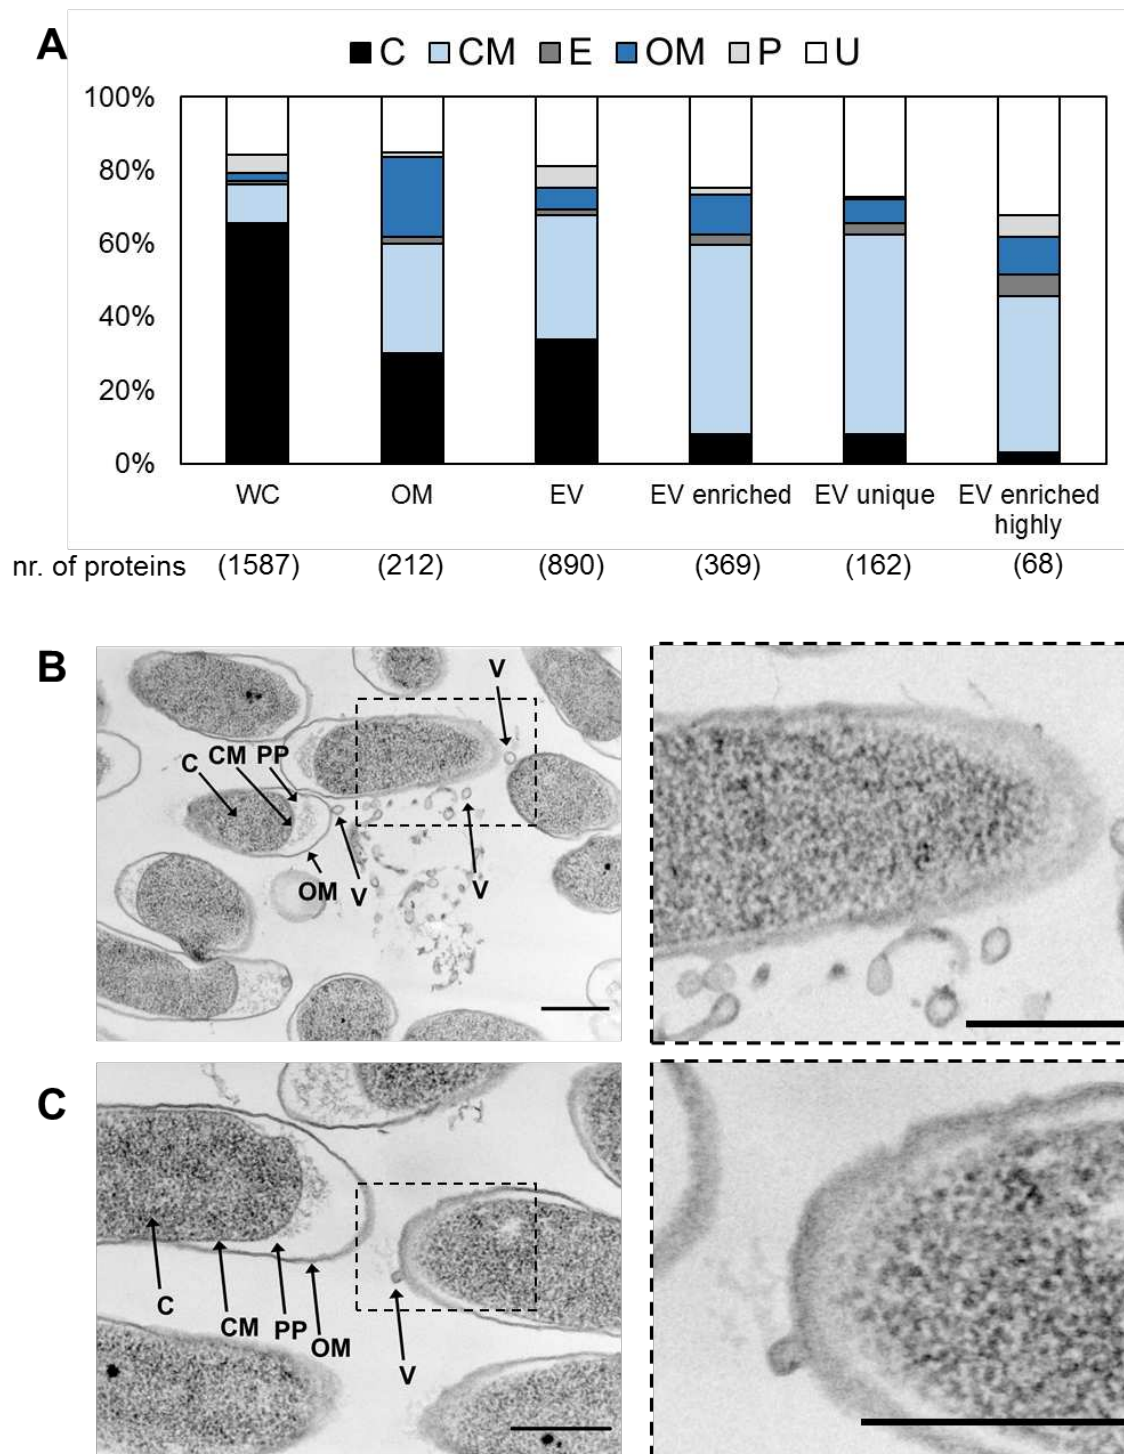 A
C CM E OM P U
100%
80%
60%
40%
20%
0%
WC OM EV EV enriched EV unique EV enriched
highly
nr. of proteins (1587) (212) (890) (369) (162) (68)
B
V
C CM PP
OM V V
C
C CM PP OM V